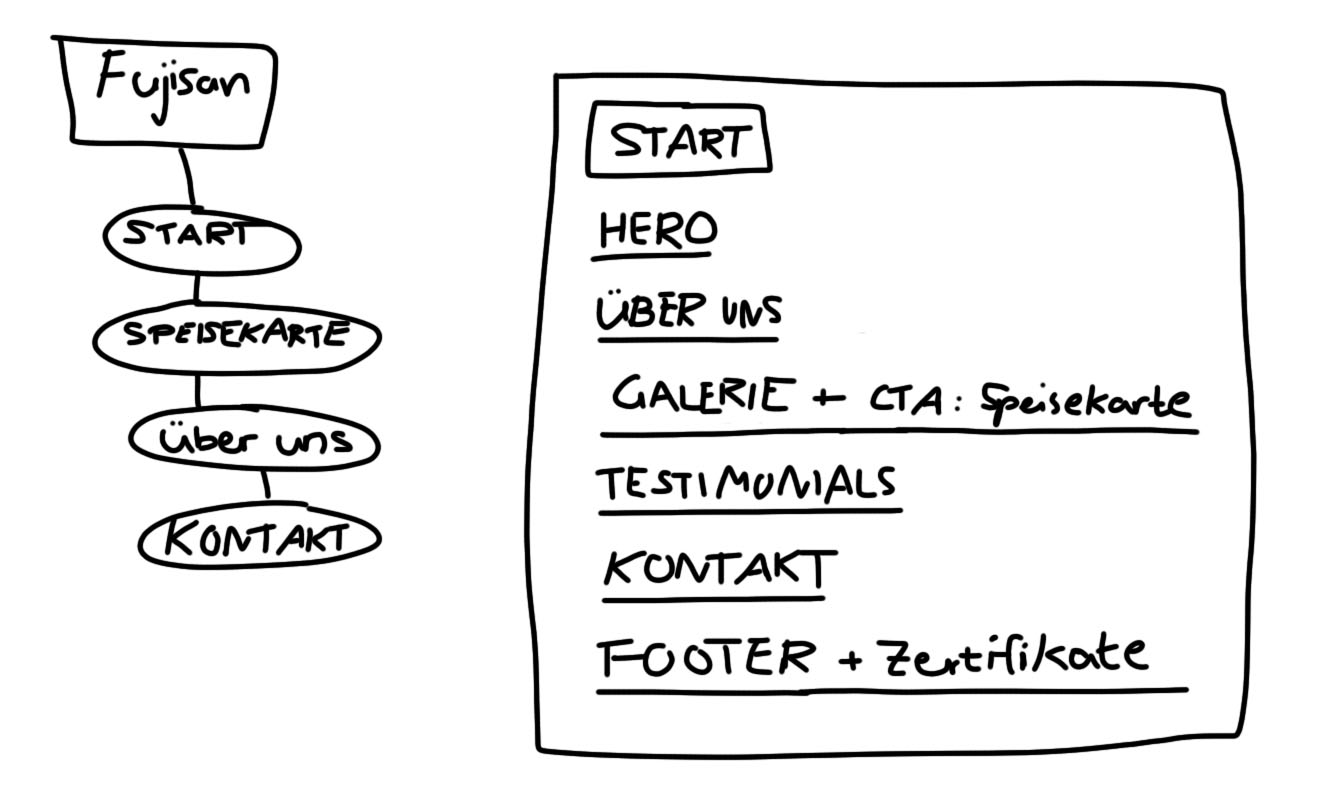 Fujisan
START
SPEISEKARTE
über uns
KONTAKT
START
HERO
ÜBER UNS
GALERIE + CTA: Speisekarte
TESTIMONIALS
KONTAKT
FOOTER + Zertifikate